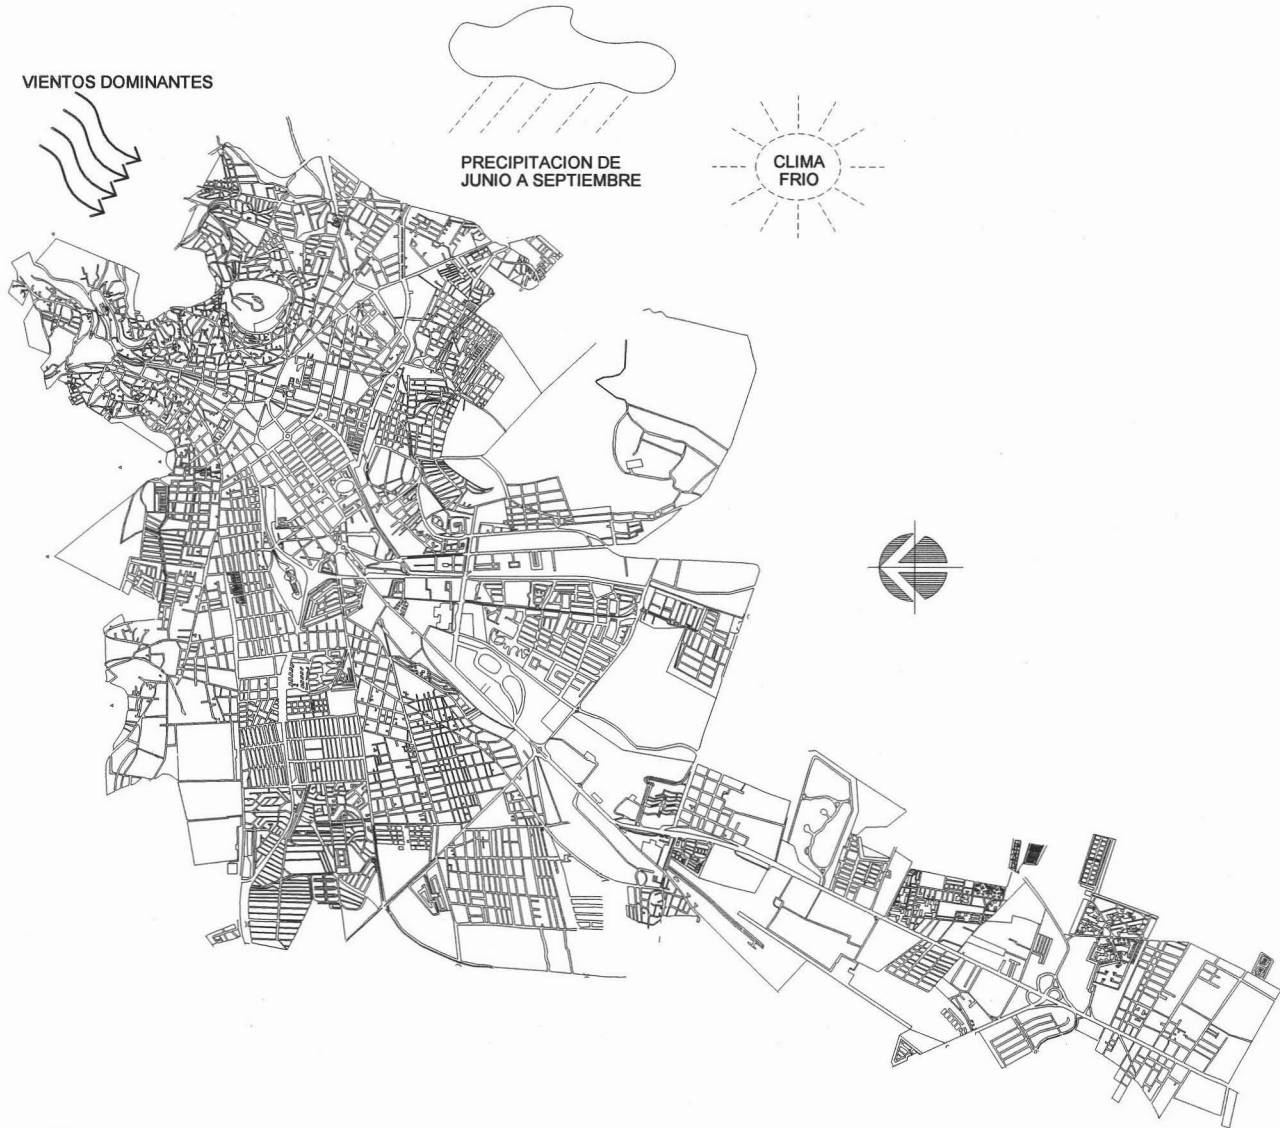 VIENTOS DOMINANTES
PRECIPITACION DE
JUNIO A SEPTIEMBRE
CLIMA
FRIO